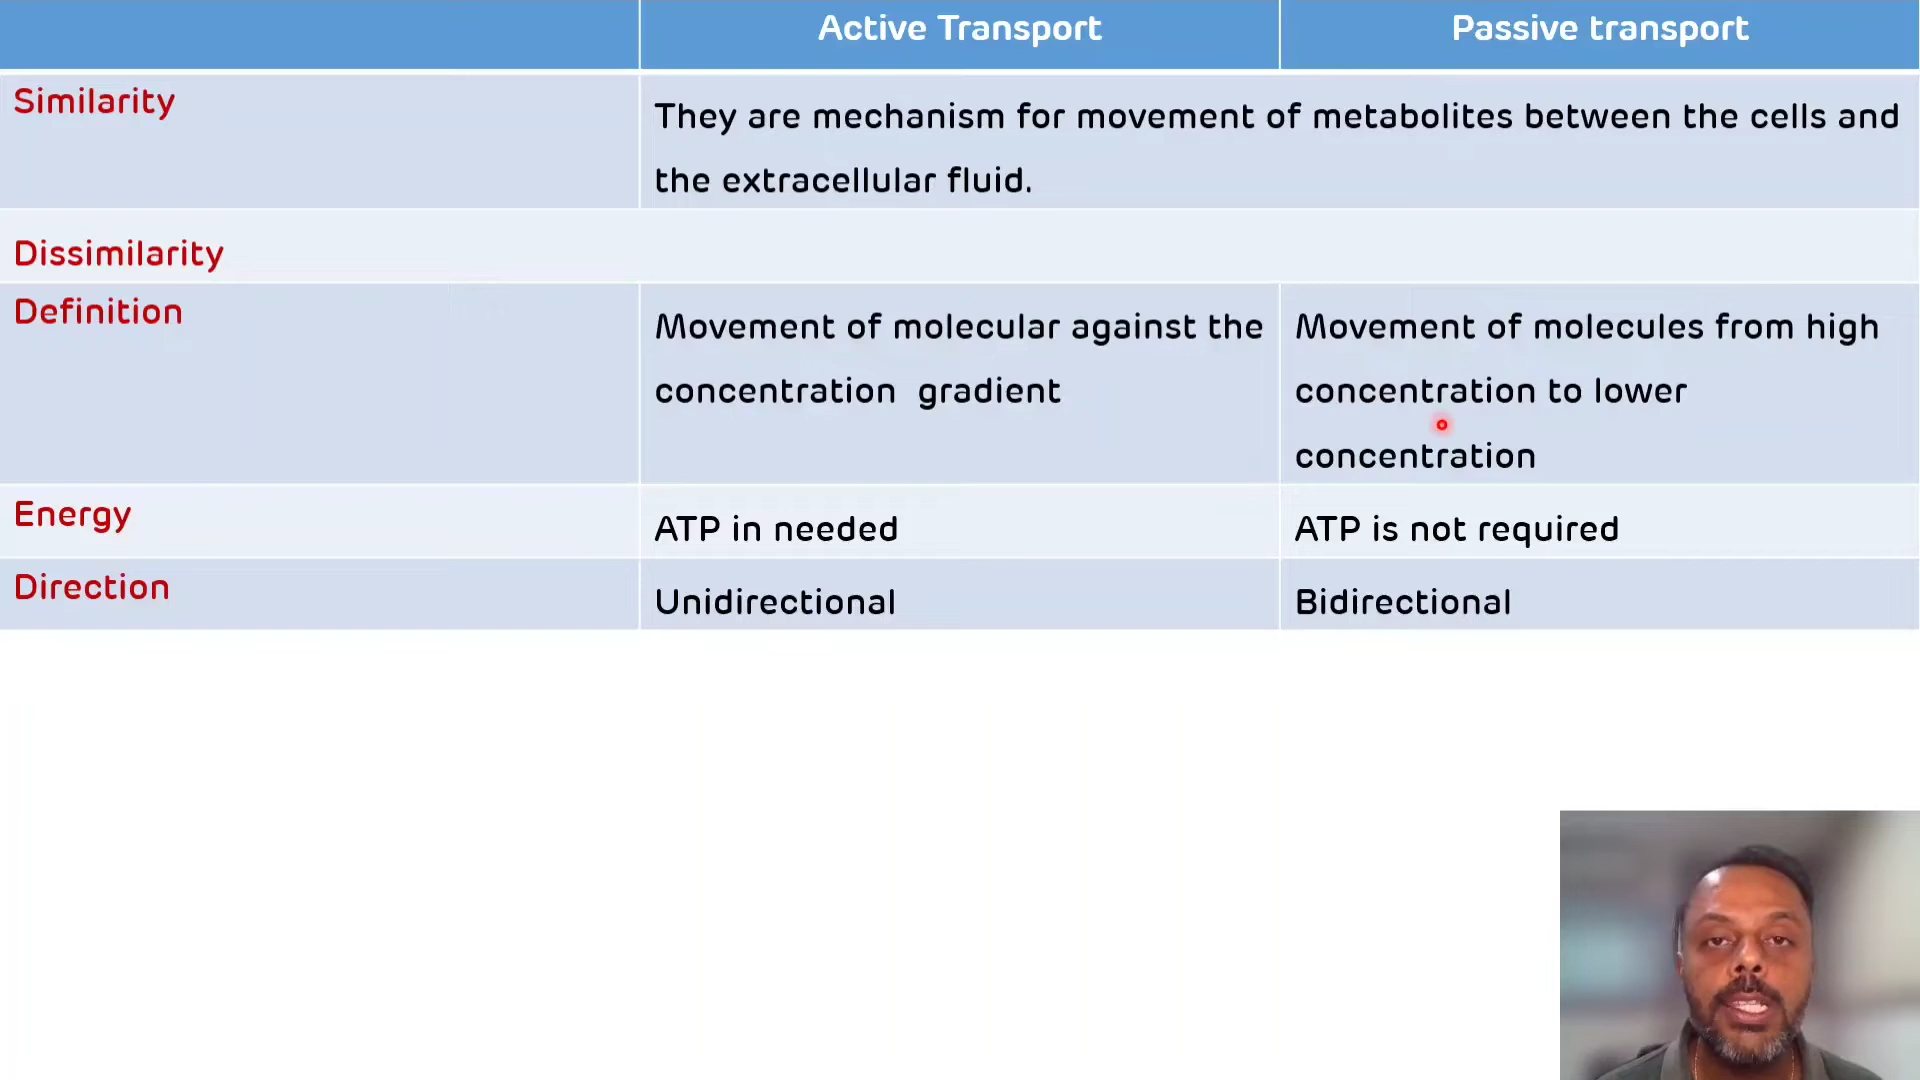 Active Transport
Passive transport
Similarity
They are mechanism for movement of metabolites between the cells and
the extracellular fluid.
Dissimilarity
Definition
Movement of molecular against the
concentration  gradient
Movement of molecules from high
concentration to lower
concentration
Energy
ATP in needed
ATP is not required
Direction
Unidirectional
Bidirectional